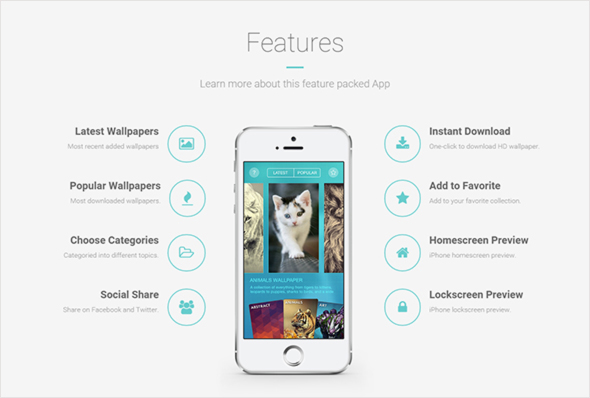 Features
Learn more about this feature packed App
Latest Wallpapers
Most recent added wallpapers
Popular Wallpapers
Most downloaded wallpapers.
Choose Categories
Categoried into different topics.
Social Share
Share on Facebook and Twitter.
LATEST POPULAR
ANIMALS WALLPAPER
ABSTRACT
ANIMALS
ART
Instant Download
One-click to download HD wallpaper.
Add to Favorite
Add to your favorite collection.
Homescreen Preview
iPhone homescreen preview.
Lockscreen Preview
iPhone lockscreen preview.